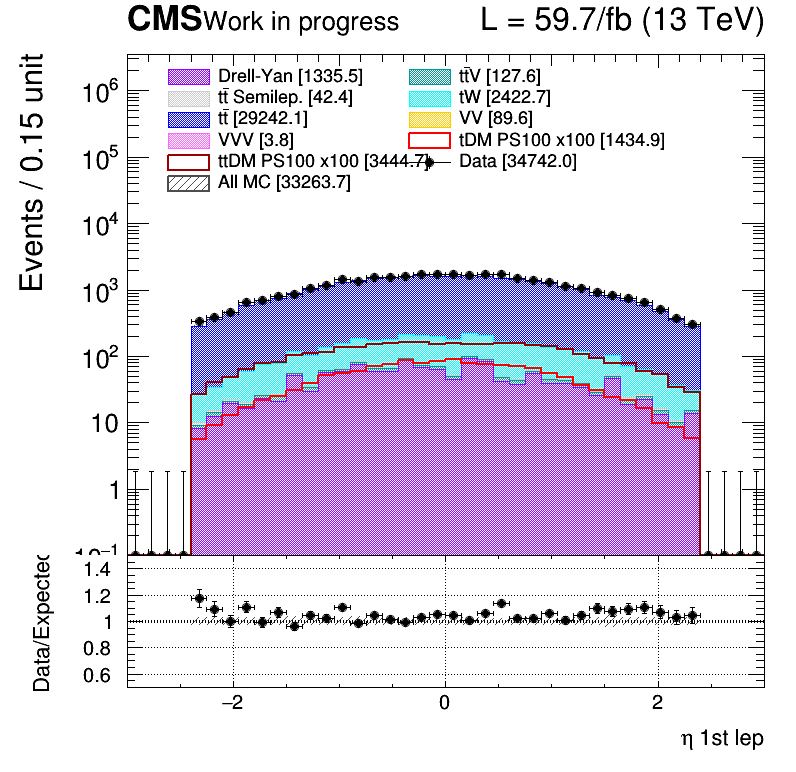 CMS Work in progress L = 59.7/fb (13 TeV)
Events / 0.15 unit
Drell-Yan [1335.5] tt̄V [127.6]
tt̄ Semilep. [42.4] tW [2422.7]
tt̄ [29242.1] VV [89.6]
VVV [3.8] tDM PS100 x100 [1434.9]
ttDM PS100 x100 [3444.7] Data [34742.0]
All MC [33263.7]
10⁶
10⁵
10⁴
10³
10²
10
1
10⁻¹
Data/Expected
1.4
1.2
1
0.8
0.6
−2 0 2
η 1st lep